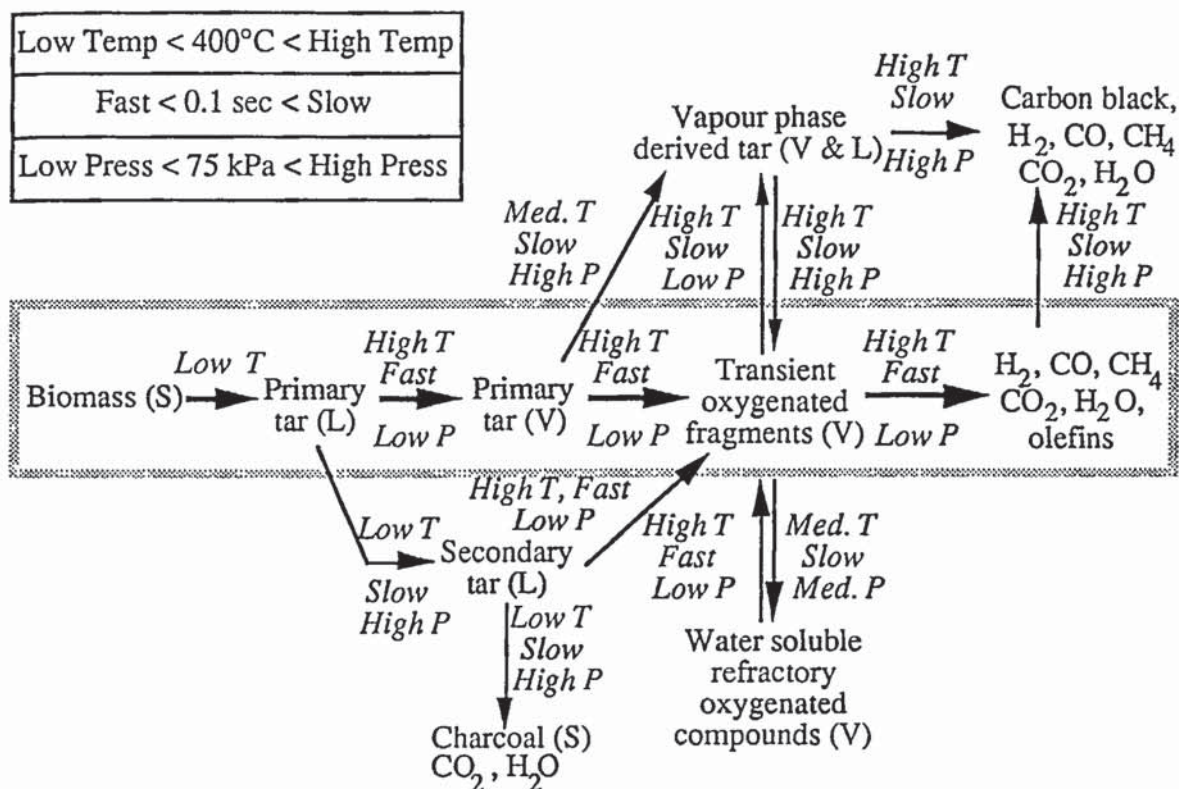 Low Temp < 400°C < High Temp
Fast < 0.1 sec < Slow
Low Press < 75 kPa < High Press
Vapour phase
derived tar (V & L)
High T
Slow
High P
Carbon black,
H₂, CO, CH₄
CO₂, H₂O
Med. T
Slow
High P
High T
Slow
Low P
High T
Slow
High P
High T
Slow
High P
Biomass (S)
Low T
Primary
tar (L)
High T
Fast
Low P
Primary
tar (V)
High T
Fast
Low P
Transient
oxygenated
fragments (V)
High T
Fast
Low P
H₂, CO, CH₄
CO₂, H₂O,
olefins
Low T
Slow
High P
Secondary
tar (L)
High T, Fast
Low P
High T
Fast
Low P
Med. T
Slow
Med. P
Low T
Slow
High P
Water soluble
refractory
oxygenated
compounds (V)
Charcoal (S)
CO₂, H₂O